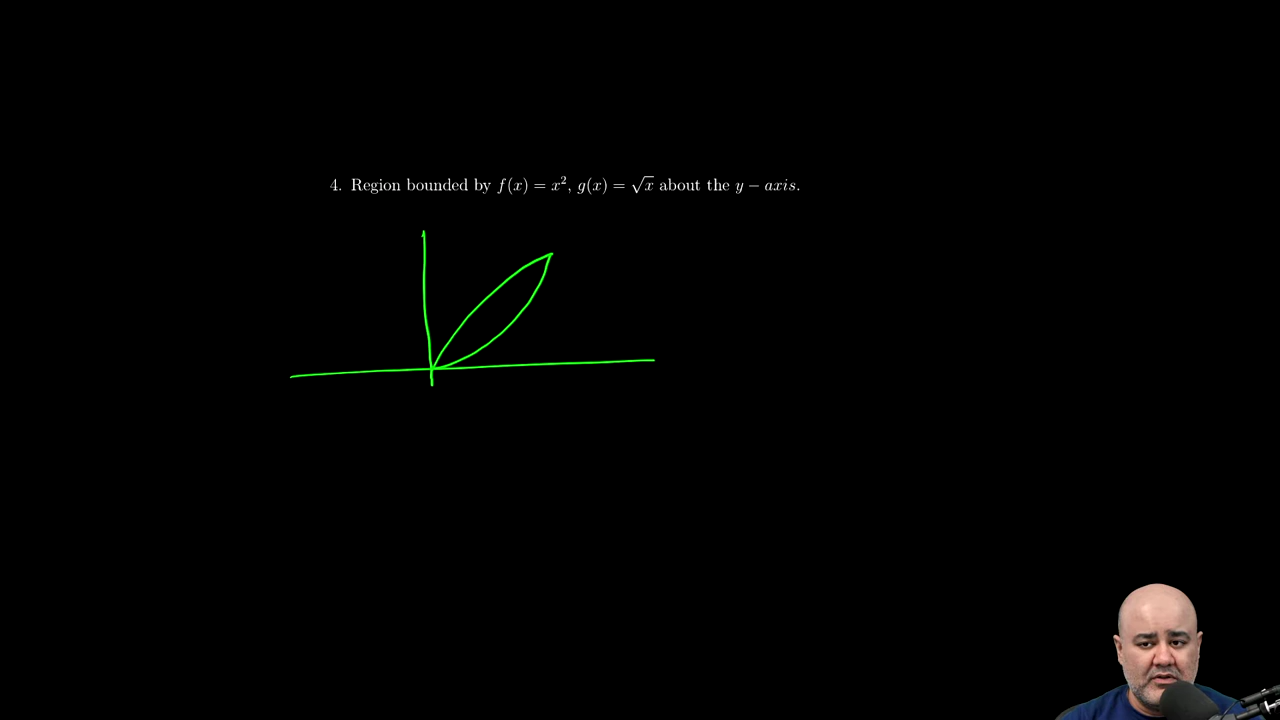 4. Region bounded by f(x) = x², g(x) = √x about the y − axis.